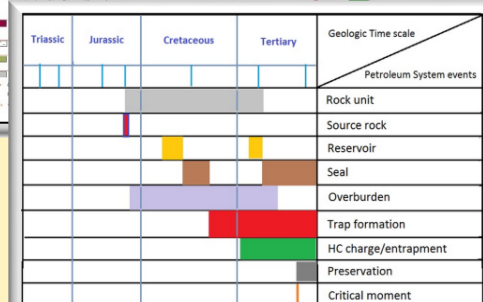 Triassic Jurassic Cretaceous Tertiary Geologic Time scale
Petroleum System events
Rock unit
Source rock
Reservoir
Seal
Overburden
Trap formation
HC charge/entrapment
Preservation
Critical moment